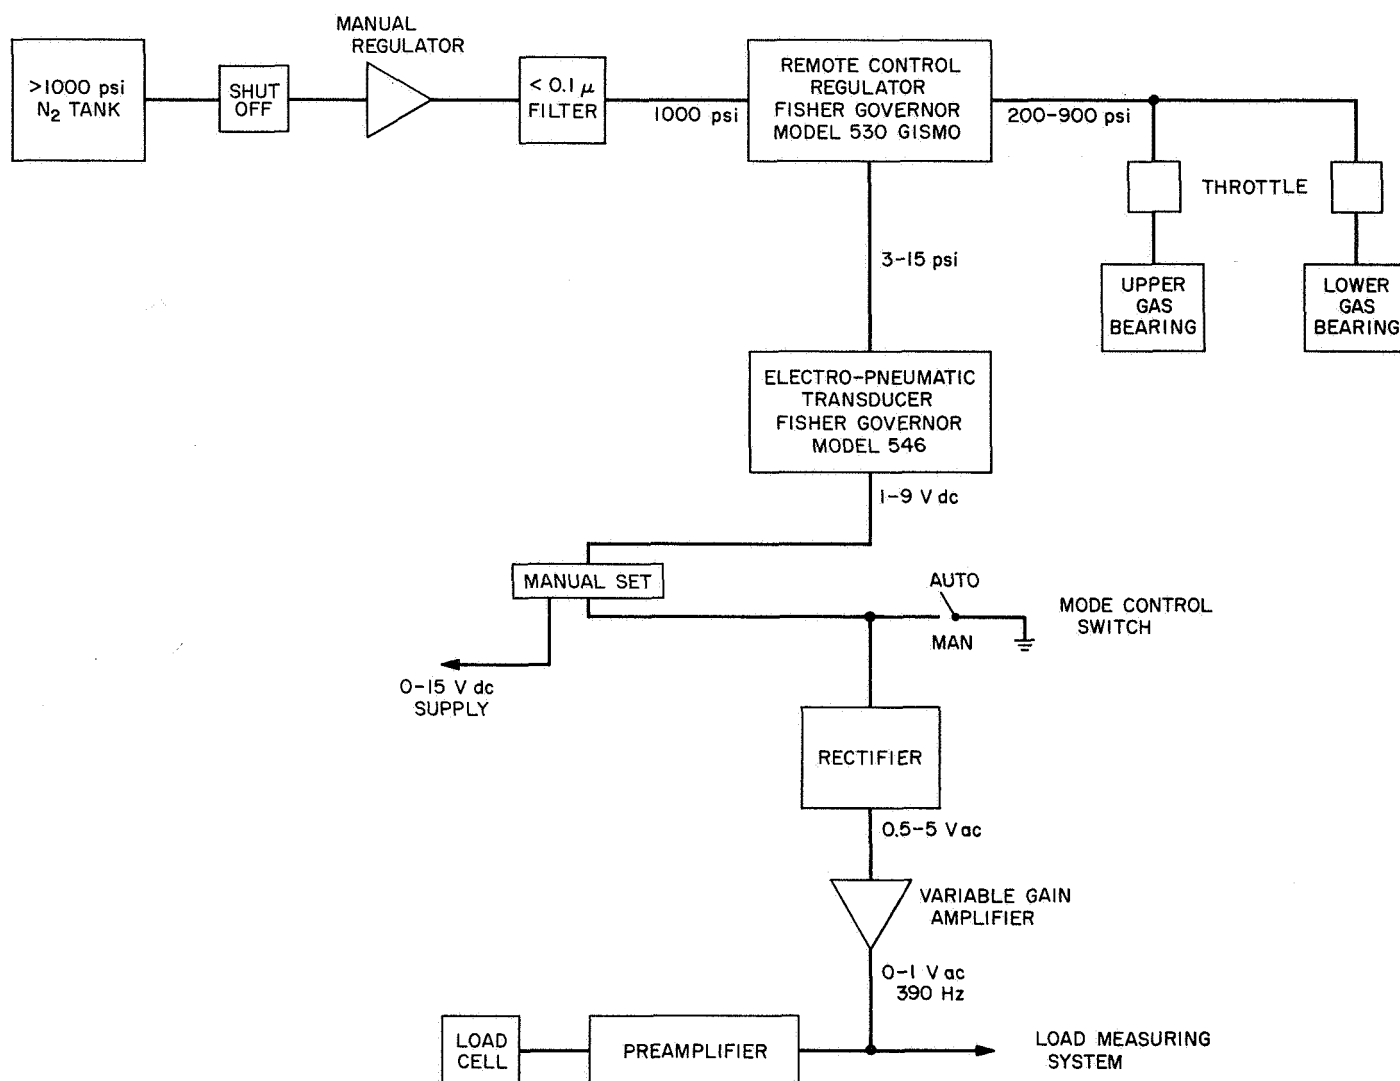 MANUAL
REGULATOR
>1000 psi
N2 TANK
SHUT
OFF
< 0.1 μ
FILTER
1000 psi
REMOTE CONTROL
REGULATOR
FISHER GOVERNOR
MODEL 530 GISMO
200-900 psi
THROTTLE
UPPER
GAS
BEARING
LOWER
GAS
BEARING
3-15 psi
ELECTRO-PNEUMATIC
TRANSDUCER
FISHER GOVERNOR
MODEL 546
1-9 V dc
MANUAL SET
AUTO
MAN
MODE CONTROL
SWITCH
0-15 V dc
SUPPLY
RECTIFIER
0.5-5 V ac
VARIABLE GAIN
AMPLIFIER
0-1 V ac
390 Hz
LOAD
CELL
PREAMPLIFIER
LOAD MEASURING
SYSTEM